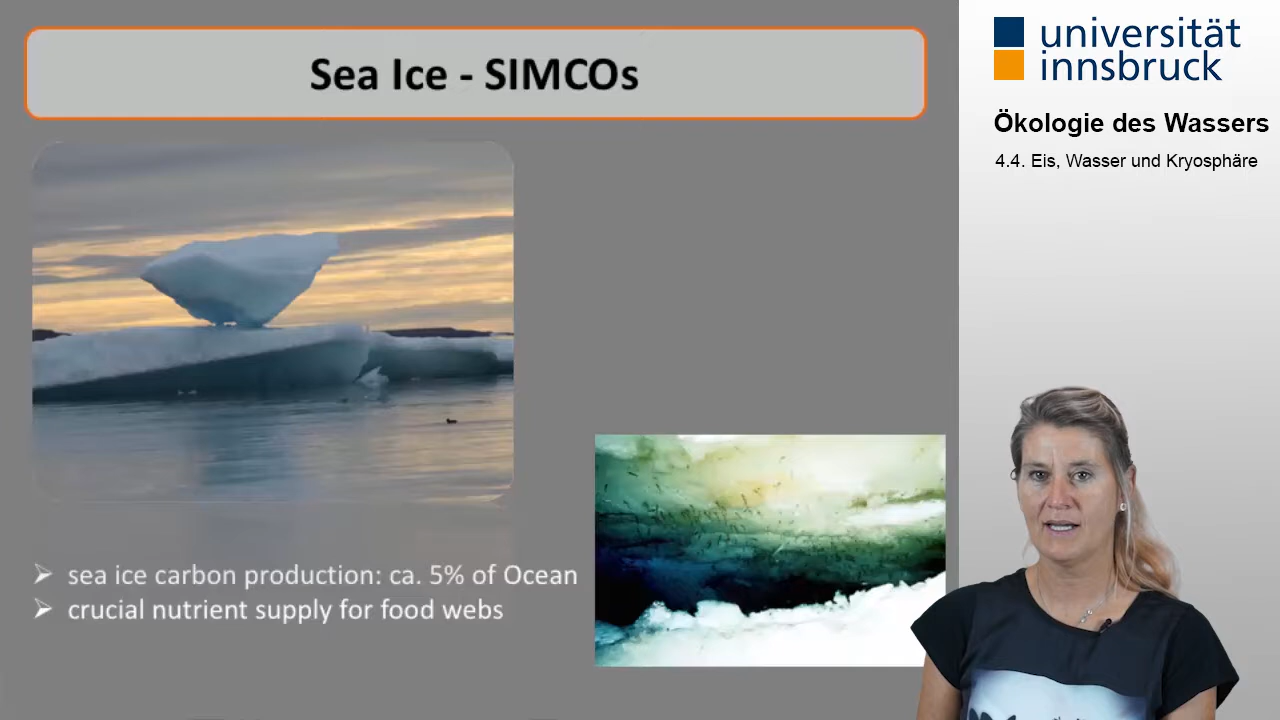 Sea Ice - SIMCOs
➢ sea ice carbon production: ca. 5% of Ocean
➢ crucial nutrient supply for food webs
universität
innsbruck
Ökologie des Wassers
4.4. Eis, Wasser und Kryosphäre